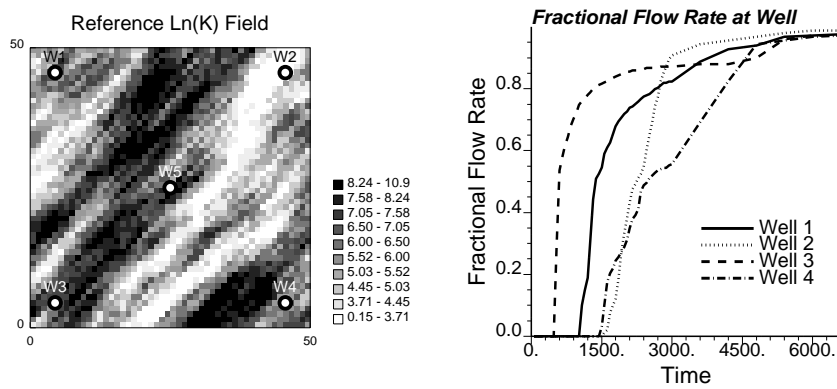 Reference Ln(K) Field
50
W1
W2
W5
W3
W4
0
0
50
8.24 - 10.9
7.58 - 8.24
7.05 - 7.58
6.50 - 7.05
6.00 - 6.50
5.52 - 6.00
5.03 - 5.52
4.45 - 5.03
3.71 - 4.45
0.15 - 3.71
Fractional Flow Rate at Well
Fractional Flow Rate
0.8
0.6
0.4
0.2
0.0
Well 1
Well 2
Well 3
Well 4
0.
1500.
3000.
4500.
6000.
Time